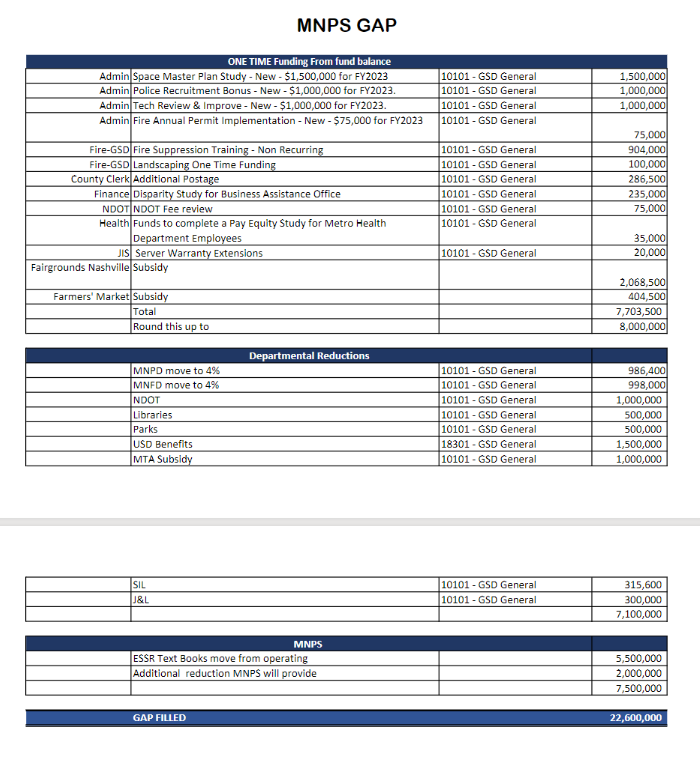 MNPS GAP
ONE TIME Funding From fund balance
Admin Space Master Plan Study - New - $1,500,000 for FY2023 10101 - GSD General 1,500,000
Admin Police Recruitment Bonus - New - $1,000,000 for FY2023. 10101 - GSD General 1,000,000
Admin Tech Review & Improve - New - $1,000,000 for FY2023. 10101 - GSD General 1,000,000
Admin Fire Annual Permit Implementation - New - $75,000 for FY2023 10101 - GSD General
75,000
Fire-GSD Fire Suppression Training - Non Recurring 10101 - GSD General 904,000
Fire-GSD Landscaping One Time Funding 10101 - GSD General 100,000
County Clerk Additional Postage 10101 - GSD General 286,500
Finance Disparity Study for Business Assistance Office 10101 - GSD General 235,000
NDOT NDOT Fee review 10101 - GSD General 75,000
Health Funds to complete a Pay Equity Study for Metro Health 10101 - GSD General
Department Employees 35,000
JIS Server Warranty Extensions 10101 - GSD General 20,000
Fairgrounds Nashville Subsidy
2,068,500
Farmers' Market Subsidy 404,500
Total 7,703,500
Round this up to 8,000,000
Departmental Reductions
MNPD move to 4% 10101 - GSD General 986,400
MNFD move to 4% 10101 - GSD General 998,000
NDOT 10101 - GSD General 1,000,000
Libraries 10101 - GSD General 500,000
Parks 10101 - GSD General 500,000
USD Benefits 18301 - GSD General 1,500,000
MTA Subsidy 10101 - GSD General 1,000,000
SIL 10101 - GSD General 315,600
J&L 10101 - GSD General 300,000
7,100,000
MNPS
ESSR Text Books move from operating 5,500,000
Additional reduction MNPS will provide 2,000,000
7,500,000
GAP FILLED 22,600,000